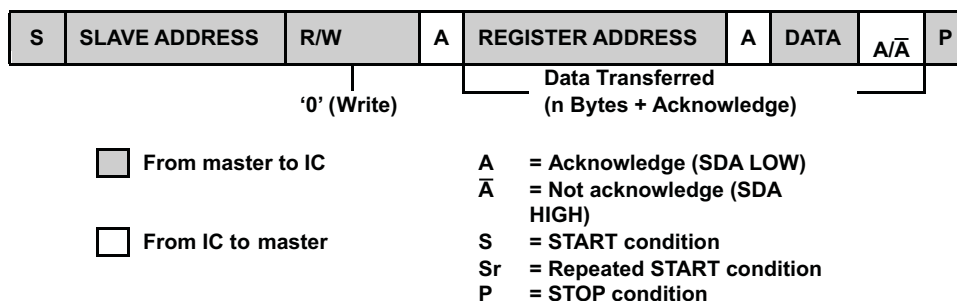 S SLAVE ADDRESS R/W A REGISTER ADDRESS A DATA A/A̅ P
‘0’ (Write)
Data Transferred
(n Bytes + Acknowledge)
From master to IC
From IC to master
A = Acknowledge (SDA LOW)
A̅ = Not acknowledge (SDA
HIGH)
S = START condition
Sr = Repeated START condition
P = STOP condition